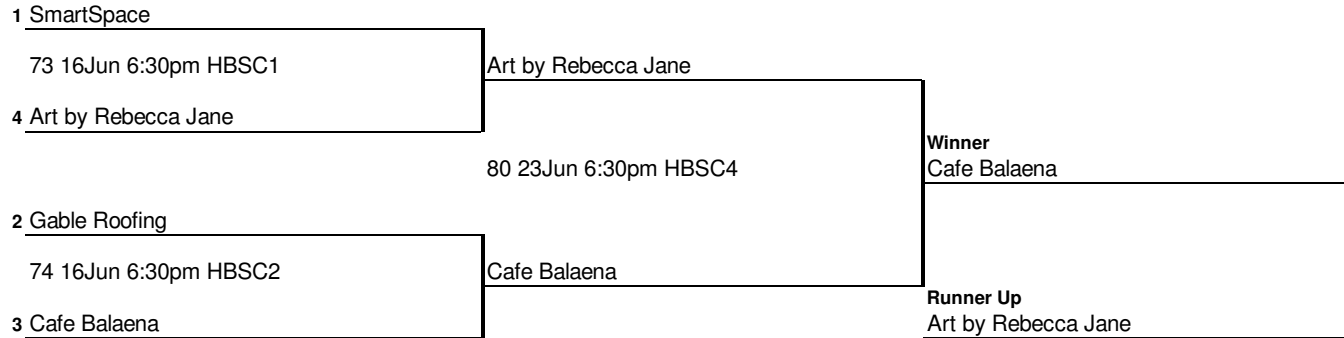 1 SmartSpace
73 16Jun 6:30pm HBSC1
Art by Rebecca Jane
4 Art by Rebecca Jane
Winner
80 23Jun 6:30pm HBSC4
Cafe Balaena
2 Gable Roofing
74 16Jun 6:30pm HBSC2
Cafe Balaena
Runner Up
3 Cafe Balaena
Art by Rebecca Jane